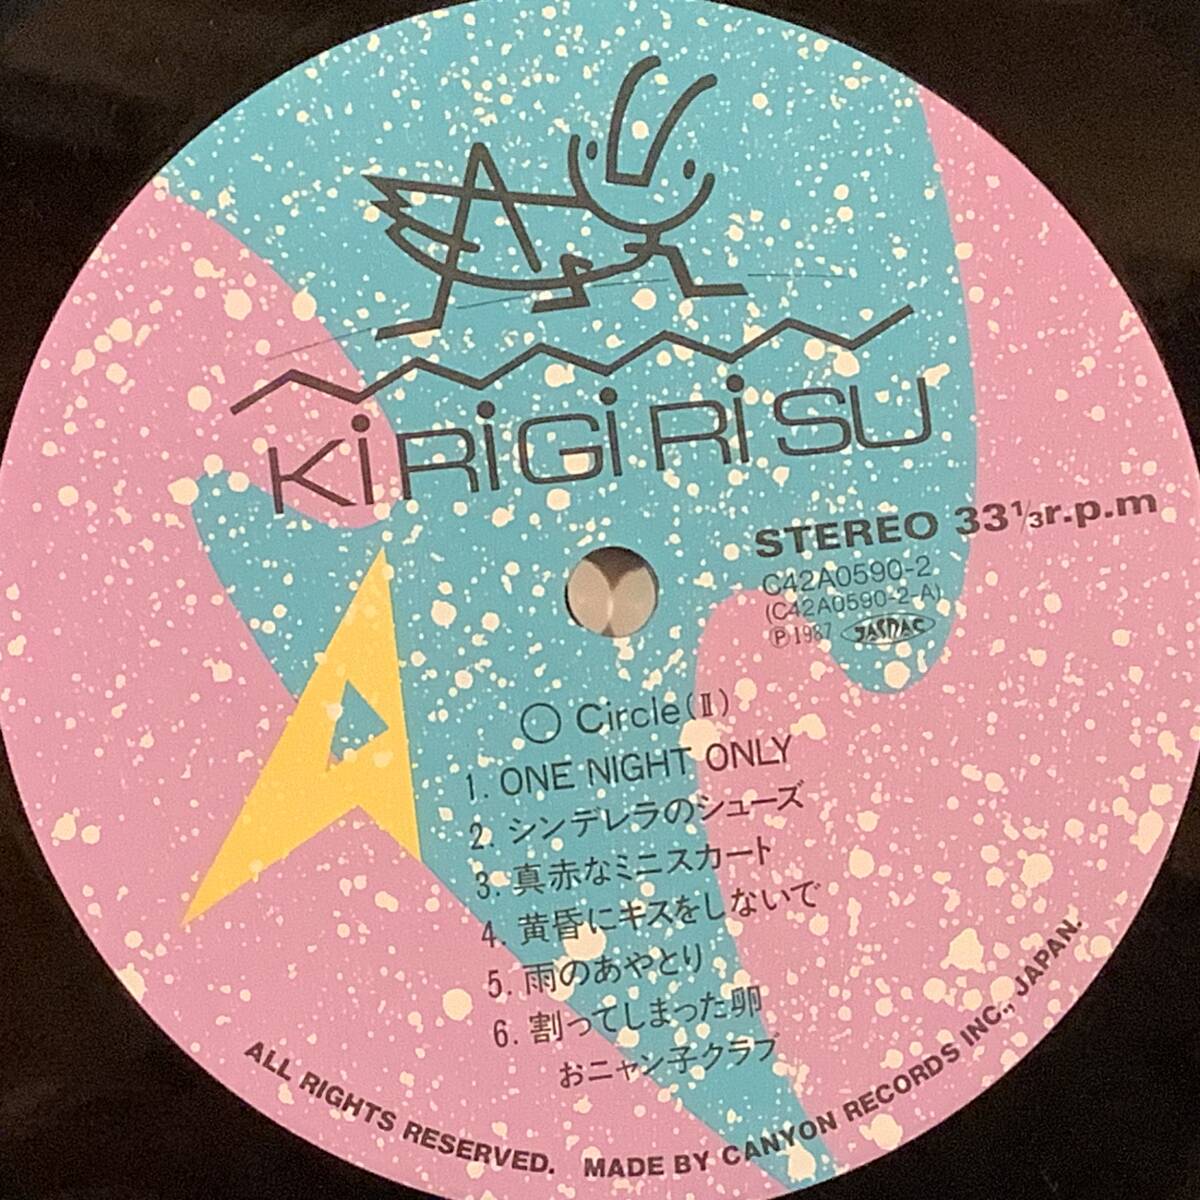 KiRiGiRiSU
STEREO 33⅓r.p.m
C42A0590-2
(C42A0590-2-A)
Ⓟ1987 JASRAC
A
○ Circle(Ⅱ)
1. ONE NIGHT ONLY
2. シンデレラのシューズ
3. 真赤なミニスカート
4. 黄昏にキスをしないで
5. 雨のあやとり
6. 割ってしまった卵
おニャン子クラブ
ALL RIGHTS RESERVED. MADE BY CANYON RECORDS INC., JAPAN.